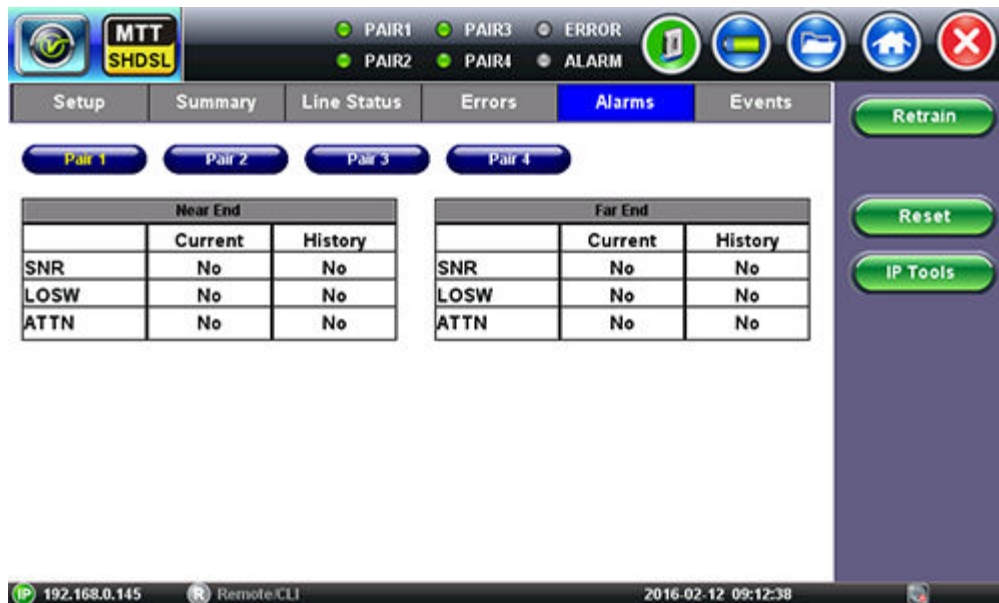 MTT
SHDSL
PAIR1 PAIR3 ERROR
PAIR2 PAIR4 ALARM
Setup Summary Line Status Errors Alarms Events
Retrain
Pair 1 Pair 2 Pair 3 Pair 4
Reset
IP Tools
Near End
Current History
SNR No No
LOSW No No
ATTN No No
Far End
Current History
SNR No No
LOSW No No
ATTN No No
IP 192.168.0.145 R Remote/CLI 2016-02-12 09:12:38